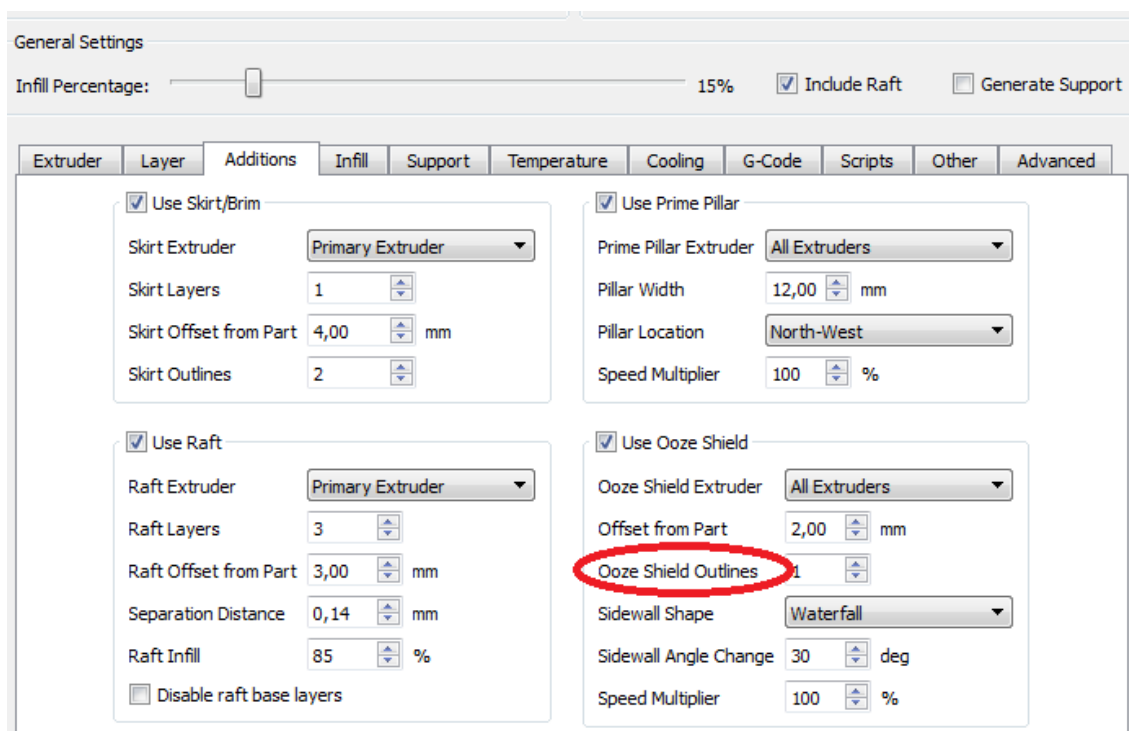 General Settings
Infill Percentage: 15% Include Raft Generate Support
Extruder Layer Additions Infill Support Temperature Cooling G-Code Scripts Other Advanced
Use Skirt/Brim
Skirt Extruder Primary Extruder
Skirt Layers 1
Skirt Offset from Part 4,00 mm
Skirt Outlines 2
Use Prime Pillar
Prime Pillar Extruder All Extruders
Pillar Width 12,00 mm
Pillar Location North-West
Speed Multiplier 100 %
Use Raft
Raft Extruder Primary Extruder
Raft Layers 3
Raft Offset from Part 3,00 mm
Separation Distance 0,14 mm
Raft Infill 85 %
Disable raft base layers
Use Ooze Shield
Ooze Shield Extruder All Extruders
Offset from Part 2,00 mm
Ooze Shield Outlines 1
Sidewall Shape Waterfall
Sidewall Angle Change 30 deg
Speed Multiplier 100 %